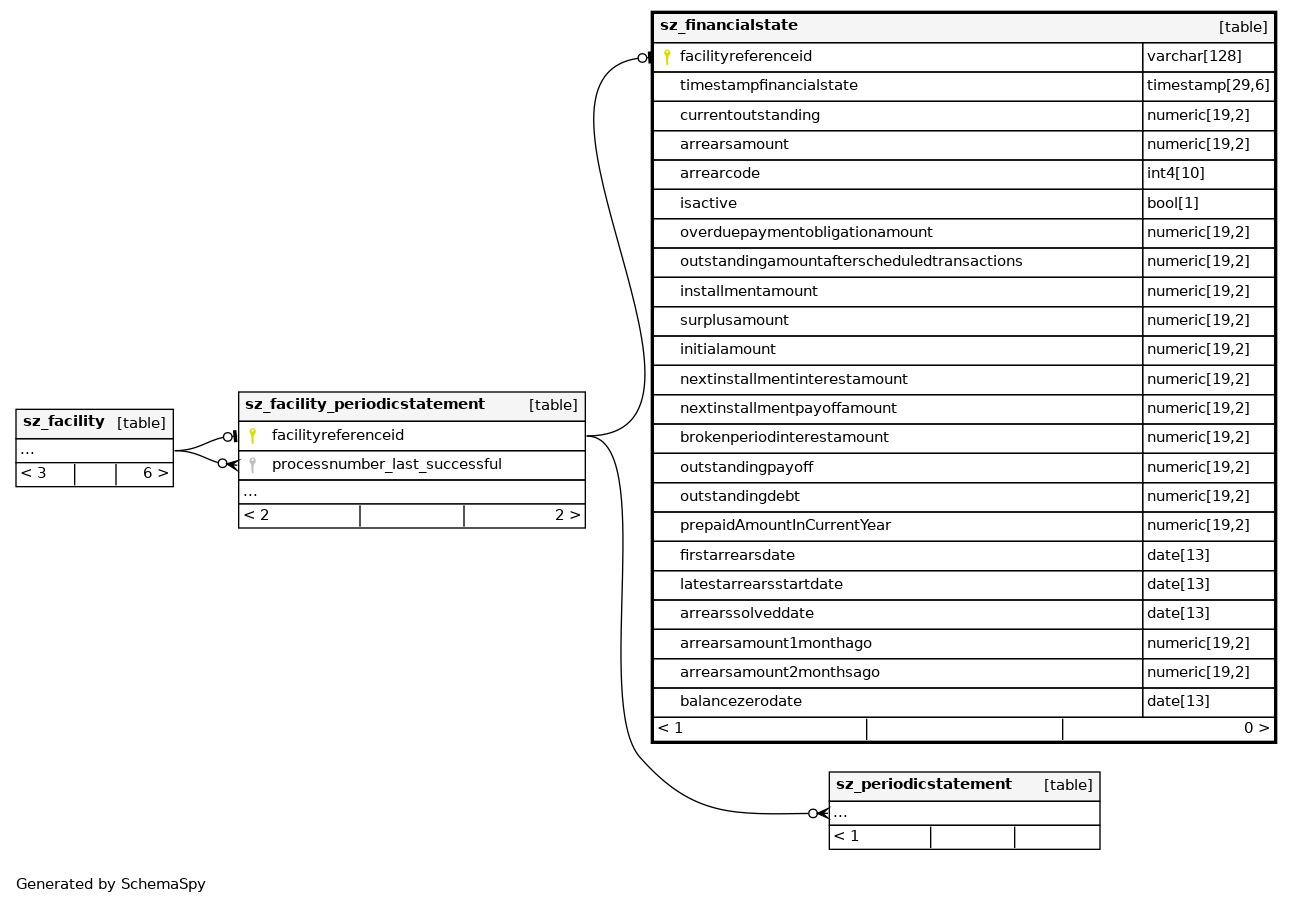 sz_financialstate [table]
facilityreferenceid varchar[128]
timestampfinancialstate timestamp[29,6]
currentoutstanding numeric[19,2]
arrearsamount numeric[19,2]
arrearcode int4[10]
isactive bool[1]
overduepaymentobligationamount numeric[19,2]
outstandingamountafterscheduledtransactions numeric[19,2]
installmentamount numeric[19,2]
surplusamount numeric[19,2]
initialamount numeric[19,2]
nextinstallmentinterestamount numeric[19,2]
nextinstallmentpayoffamount numeric[19,2]
brokenperiodinterestamount numeric[19,2]
outstandingpayoff numeric[19,2]
outstandingdebt numeric[19,2]
prepaidAmountInCurrentYear numeric[19,2]
firstarrearsdate date[13]
latestarrearsstartdate date[13]
arrearssolveddate date[13]
arrearsamount1monthago numeric[19,2]
arrearsamount2monthsago numeric[19,2]
balancezerodate date[13]
< 1 0 >
sz_facility_periodicstatement [table]
facilityreferenceid
processnumber_last_successful
...
< 2 2 >
sz_facility [table]
...
< 3 6 >
sz_periodicstatement [table]
...
< 1
Generated by SchemaSpy